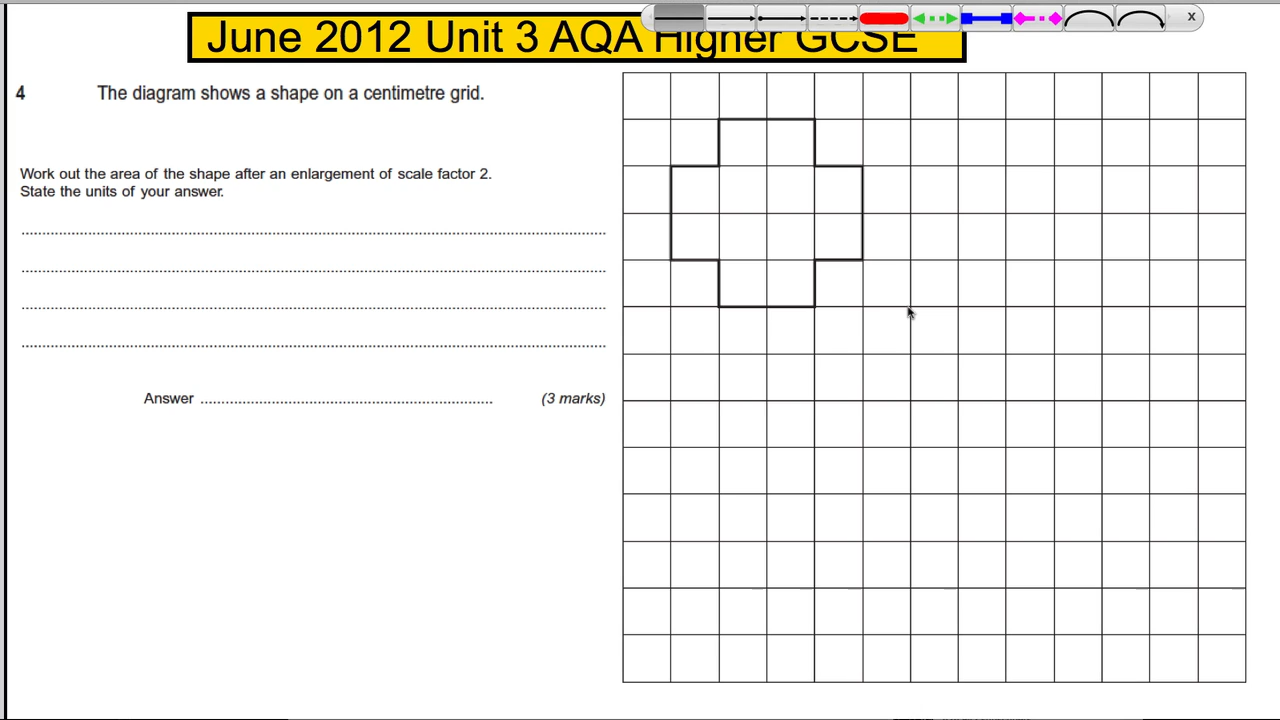 June 2012 Unit 3 AQA Higher GCSE
x
4 The diagram shows a shape on a centimetre grid.
Work out the area of the shape after an enlargement of scale factor 2.
State the units of your answer.
Answer ...................................................................... (3 marks)